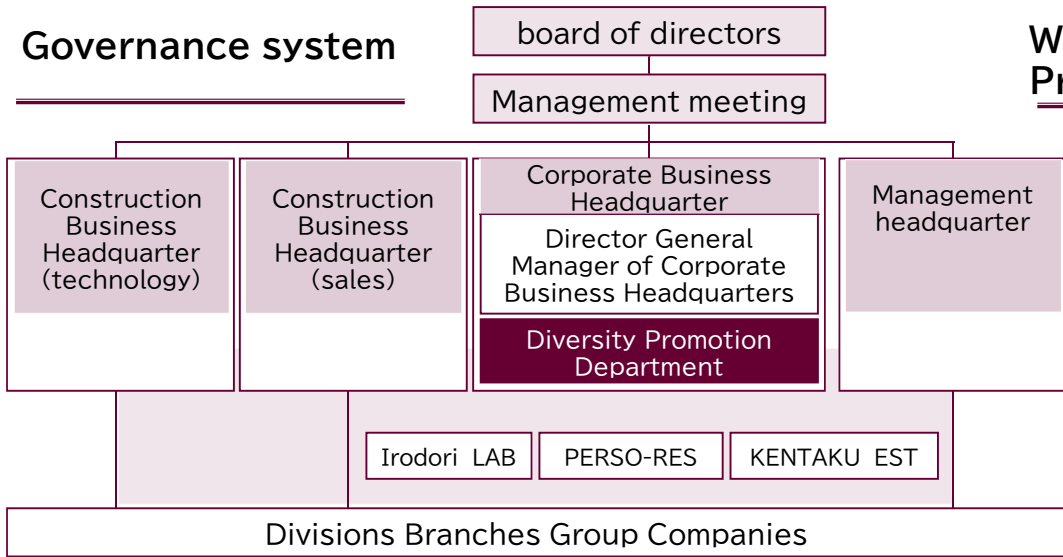 Governance system
board of directors
W
Pr
Management meeting
Construction
Business
Headquarter
(technology)
Construction
Business
Headquarter
(sales)
Corporate Business
Headquarter
Director General
Manager of Corporate
Business Headquarters
Diversity Promotion
Department
Management
headquarter
Irodori LAB
PERSO-RES
KENTAKU EST
Divisions Branches Group Companies